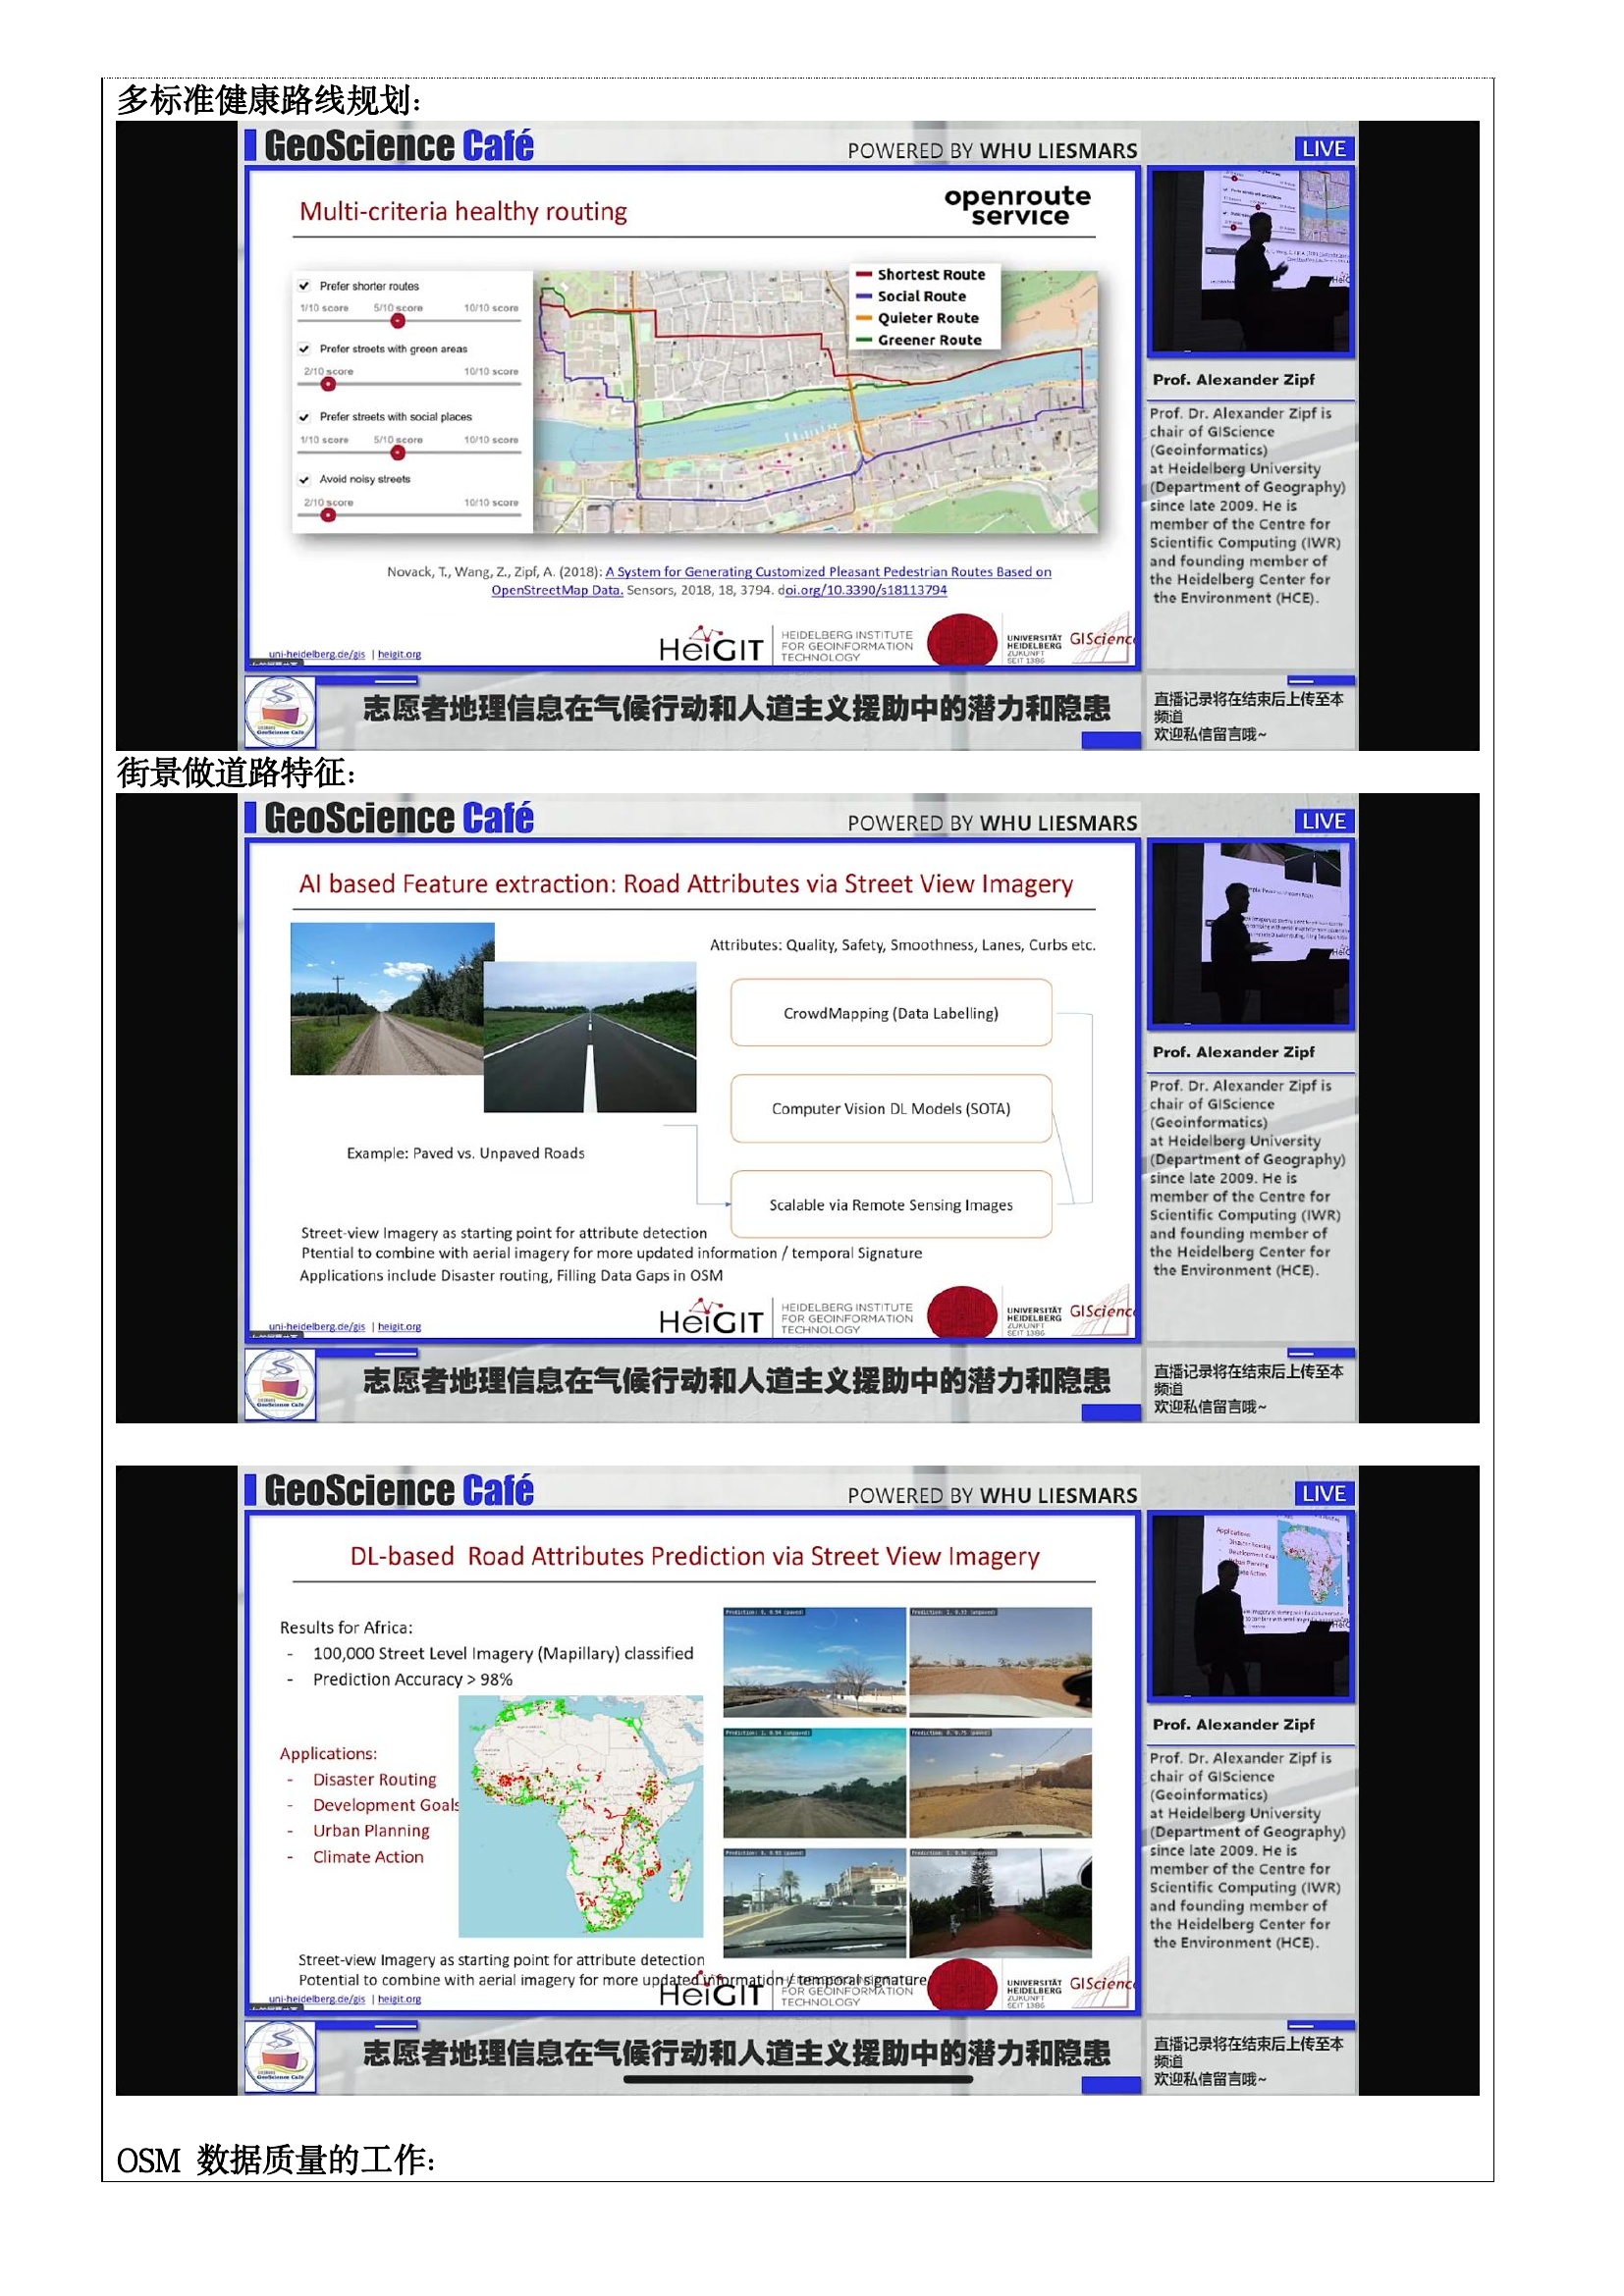 多标准健康路线规划：
GeoScience Café
POWERED BY WHU LIESMARS
LIVE
Multi-criteria healthy routing
openroute
service
Prefer shorter routes
1/10 score 5/10 score 10/10 score
Prefer streets with green areas
2/10 score 10/10 score
Prefer streets with social places
1/10 score 5/10 score 10/10 score
Avoid noisy streets
2/10 score 10/10 score
Shortest Route
Social Route
Quieter Route
Greener Route
Novack, T., Wang, Z., Zipf, A. (2018): A System for Generating Customized Pleasant Pedestrian Routes Based on
OpenStreetMap Data. Sensors, 2018, 18, 3794. doi.org/10.3390/s18113794
uni-heidelberg.de/gis | heigit.org
HeiGIT
HEIDELBERG INSTITUTE
FOR GEOINFORMATION
TECHNOLOGY
UNIVERSITÄT
HEIDELBERG
ZUKUNFT
SEIT 1386
GIScience
Prof. Alexander Zipf
Prof. Dr. Alexander Zipf is
chair of GIScience
(Geoinformatics)
at Heidelberg University
(Department of Geography)
since late 2009. He is
member of the Centre for
Scientific Computing (IWR)
and founding member of
the Heidelberg Center for
the Environment (HCE).
GeoScience Café
志愿者地理信息在气候行动和人道主义援助中的潜力和隐患
直播记录将在结束后上传至本
频道
欢迎私信留言哦~
街景做道路特征：
GeoScience Café
POWERED BY WHU LIESMARS
LIVE
AI based Feature extraction: Road Attributes via Street View Imagery
Attributes: Quality, Safety, Smoothness, Lanes, Curbs etc.
CrowdMapping (Data Labelling)
Computer Vision DL Models (SOTA)
Example: Paved vs. Unpaved Roads
Scalable via Remote Sensing Images
Street-view Imagery as starting point for attribute detection
Ptential to combine with aerial imagery for more updated information / temporal Signature
Applications include Disaster routing, Filling Data Gaps in OSM
uni-heidelberg.de/gis | heigit.org
HeiGIT
HEIDELBERG INSTITUTE
FOR GEOINFORMATION
TECHNOLOGY
UNIVERSITÄT
HEIDELBERG
ZUKUNFT
SEIT 1386
GIScience
Prof. Alexander Zipf
Prof. Dr. Alexander Zipf is
chair of GIScience
(Geoinformatics)
at Heidelberg University
(Department of Geography)
since late 2009. He is
member of the Centre for
Scientific Computing (IWR)
and founding member of
the Heidelberg Center for
the Environment (HCE).
GeoScience Café
志愿者地理信息在气候行动和人道主义援助中的潜力和隐患
直播记录将在结束后上传至本
频道
欢迎私信留言哦~
GeoScience Café
POWERED BY WHU LIESMARS
LIVE
DL-based Road Attributes Prediction via Street View Imagery
Results for Africa:
- 100,000 Street Level Imagery (Mapillary) classified
- Prediction Accuracy > 98%
Applications:
- Disaster Routing
- Development Goals
- Urban Planning
- Climate Action
Street-view Imagery as starting point for attribute detection
Potential to combine with aerial imagery for more updated information / temporal signature
uni-heidelberg.de/gis | heigit.org
HeiGIT
HEIDELBERG INSTITUTE
FOR GEOINFORMATION
TECHNOLOGY
UNIVERSITÄT
HEIDELBERG
ZUKUNFT
SEIT 1386
GIScience
Prof. Alexander Zipf
Prof. Dr. Alexander Zipf is
chair of GIScience
(Geoinformatics)
at Heidelberg University
(Department of Geography)
since late 2009. He is
member of the Centre for
Scientific Computing (IWR)
and founding member of
the Heidelberg Center for
the Environment (HCE).
GeoScience Café
志愿者地理信息在气候行动和人道主义援助中的潜力和隐患
直播记录将在结束后上传至本
频道
欢迎私信留言哦~
OSM 数据质量的工作：